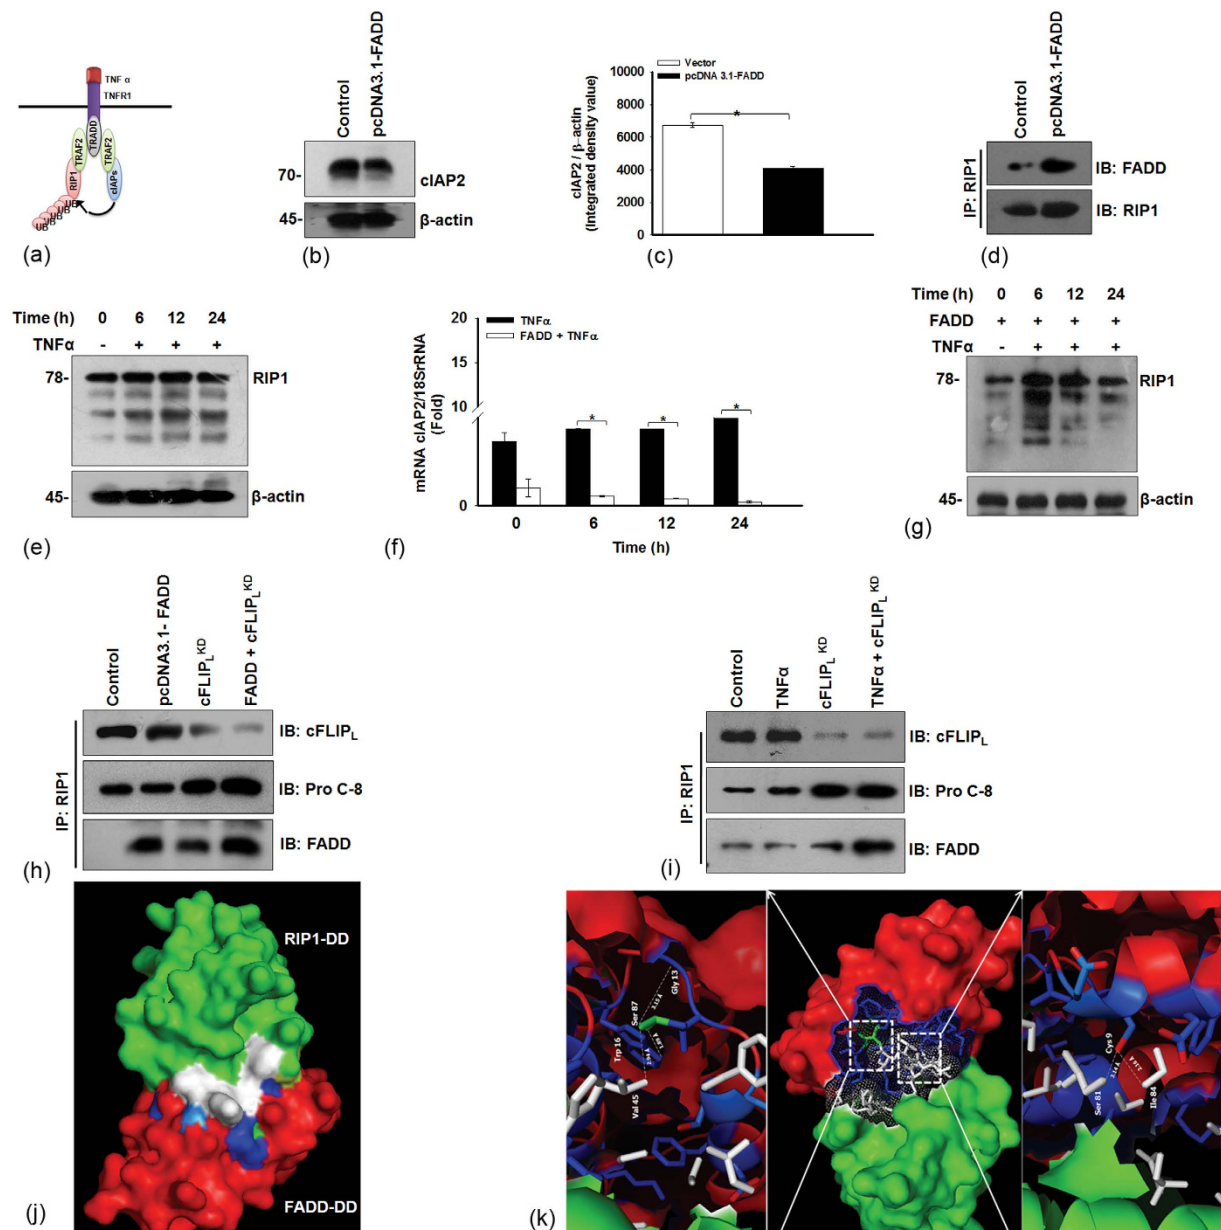 TNF α
TNFR1
TRAF2
TRADD
TRAF2
RIP1
cIAPs
UB
UB
UB
UB
UB
(a)
Control
pcDNA3.1-FADD
70-
cIAP2
45-
β-actin
(b)
Vector
pcDNA 3.1-FADD
cIAP2 / β-actin
(Integrated density value)
10000
8000
6000
4000
2000
0
*
(c)
Control
pcDNA3.1-FADD
IP: RIP1
IB: FADD
IB: RIP1
(d)
Time (h) 0 6 12 24
TNFα - + + +
78-
RIP1
45-
β-actin
(e)
TNFα
FADD + TNFα
mRNA cIAP2/18SrRNA
(Fold)
20
10
0
* * *
0 6 12 24
Time (h)
(f)
Time (h) 0 6 12 24
FADD + + + +
TNFα - + + +
78-
RIP1
45-
β-actin
(g)
Control
pcDNA3.1- FADD
cFLIPL KD
FADD + cFLIPL KD
IP: RIP1
IB: cFLIPL
IB: Pro C-8
IB: FADD
(h)
Control
TNFα
cFLIPL KD
TNFα + cFLIPL KD
IP: RIP1
IB: cFLIPL
IB: Pro C-8
IB: FADD
(i)
RIP1-DD
FADD-DD
(j)
Gly 13
Ser 87
Trp 16
Val 45
Cys 9
Ser 81
Ile 84
(k)